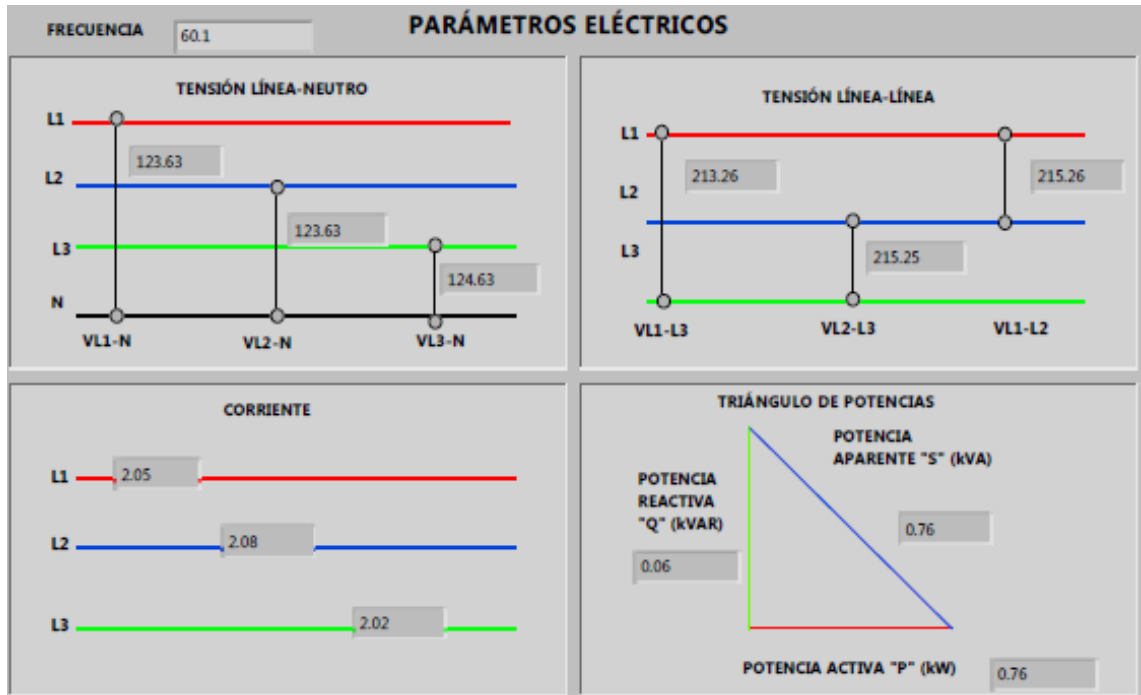 PARÁMETROS ELÉCTRICOS
FRECUENCIA 60.1
TENSIÓN LÍNEA-NEUTRO
L1
123.63
L2
123.63
L3
124.63
N
VL1-N VL2-N VL3-N
TENSIÓN LÍNEA-LÍNEA
L1
213.26 215.26
L2
L3 215.25
VL1-L3 VL2-L3 VL1-L2
CORRIENTE
L1 2.05
L2 2.08
L3 2.02
TRIÁNGULO DE POTENCIAS
POTENCIA
APARENTE "S" (kVA)
0.76
POTENCIA
REACTIVA
"Q" (kVAR)
0.06
POTENCIA ACTIVA "P" (kW) 0.76